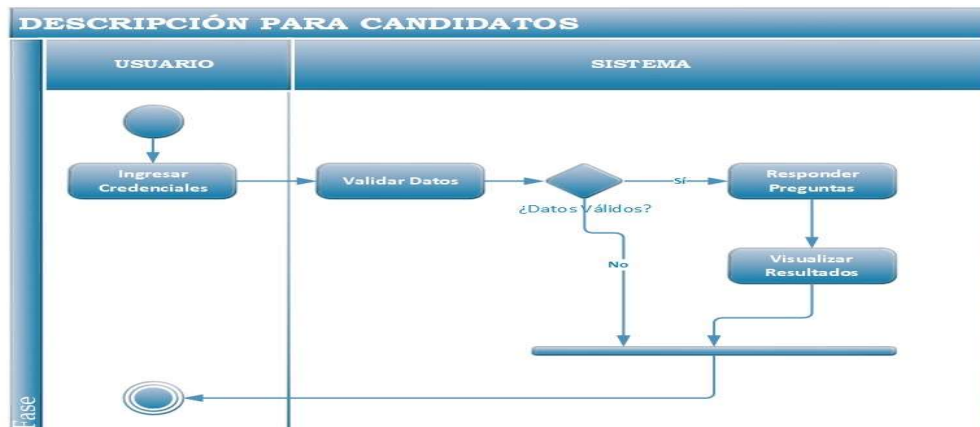 DESCRIPCIÓN PARA CANDIDATOS
USUARIO
SISTEMA
Ingresar
Credenciales
Validar Datos
¿Datos Válidos?
Sí
Responder
Preguntas
No
Visualizar
Resultados
Fase